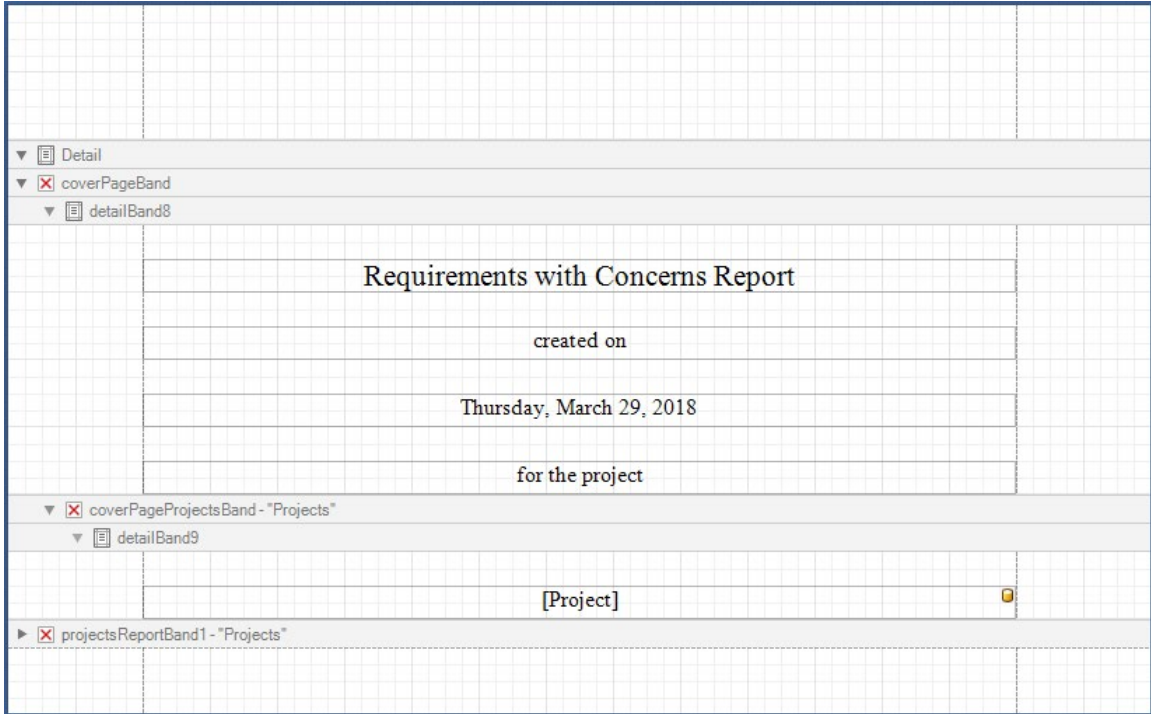 Detail
coverPageBand
detailBand8
Requirements with Concerns Report
created on
Thursday, March 29, 2018
for the project
coverPageProjectsBand - "Projects"
detailBand9
[Project]
projectsReportBand1 - "Projects"